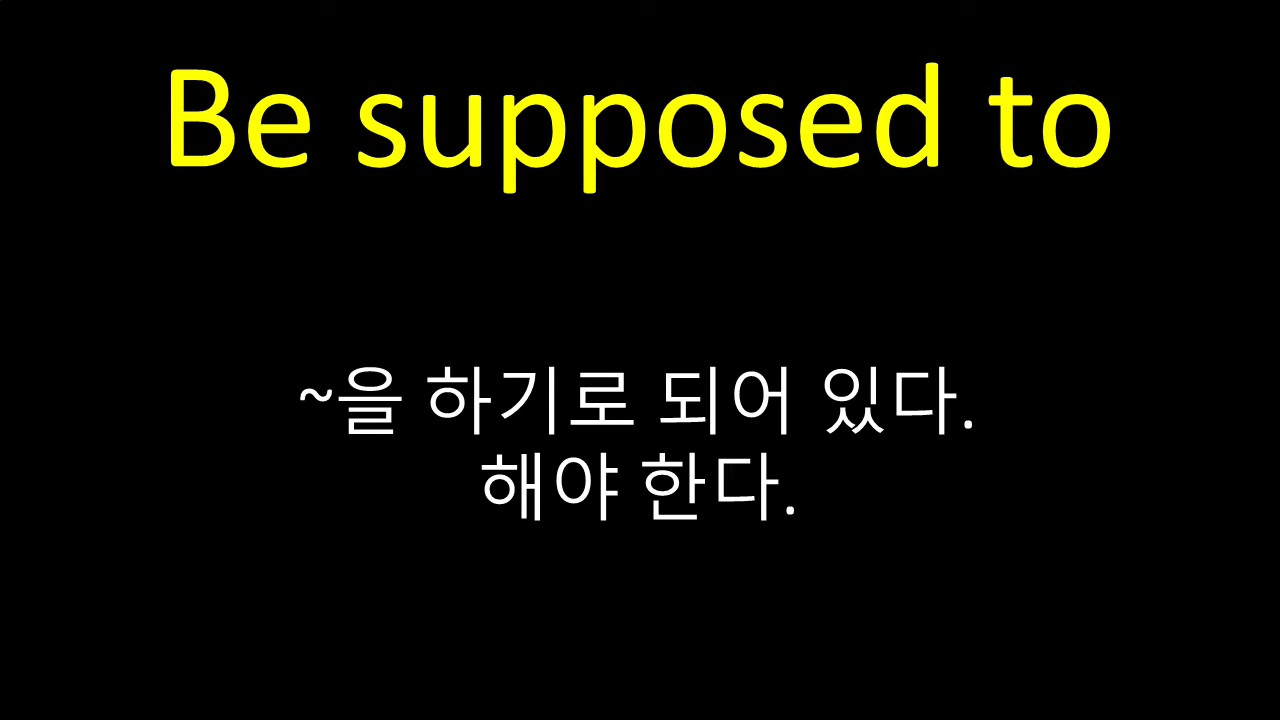 Be supposed to
~을 하기로 되어 있다.
해야 한다.